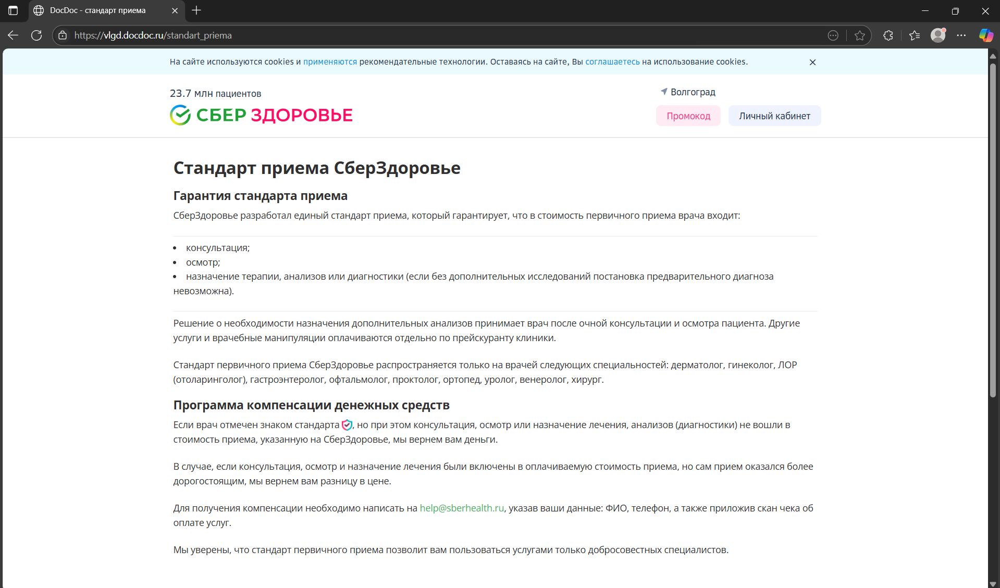 DocDoc - стандарт приема
https://vlgd.docdoc.ru/standart_priema
На сайте используются cookies и применяются рекомендательные технологии. Оставаясь на сайте, Вы соглашаетесь на использование cookies.
23.7 млн пациентов
Волгоград
СБЕР ЗДОРОВЬЕ
Промокод
Личный кабинет
Стандарт приема СберЗдоровье
Гарантия стандарта приема
СберЗдоровье разработал единый стандарт приема, который гарантирует, что в стоимость первичного приема врача входит:
• консультация;
• осмотр;
• назначение терапии, анализов или диагностики (если без дополнительных исследований постановка предварительного диагноза
невозможна).
Решение о необходимости назначения дополнительных анализов принимает врач после очной консультации и осмотра пациента. Другие
услуги и врачебные манипуляции оплачиваются отдельно по прейскуранту клиники.
Стандарт первичного приема СберЗдоровье распространяется только на врачей следующих специальностей: дерматолог, гинеколог, ЛОР
(отоларинголог), гастроэнтеролог, офтальмолог, проктолог, ортопед, уролог, венеролог, хирург.
Программа компенсации денежных средств
Если врач отмечен знаком стандарта , но при этом консультация, осмотр или назначение лечения, анализов (диагностики) не вошли в
стоимость приема, указанную на СберЗдоровье, мы вернем вам деньги.
В случае, если консультация, осмотр и назначение лечения были включены в оплачиваемую стоимость приема, но сам прием оказался более
дорогостоящим, мы вернем вам разницу в цене.
Для получения компенсации необходимо написать на help@sberhealth.ru, указав ваши данные: ФИО, телефон, а также приложив скан чека об
оплате услуг.
Мы уверены, что стандарт первичного приема позволит вам пользоваться услугами только добросовестных специалистов.